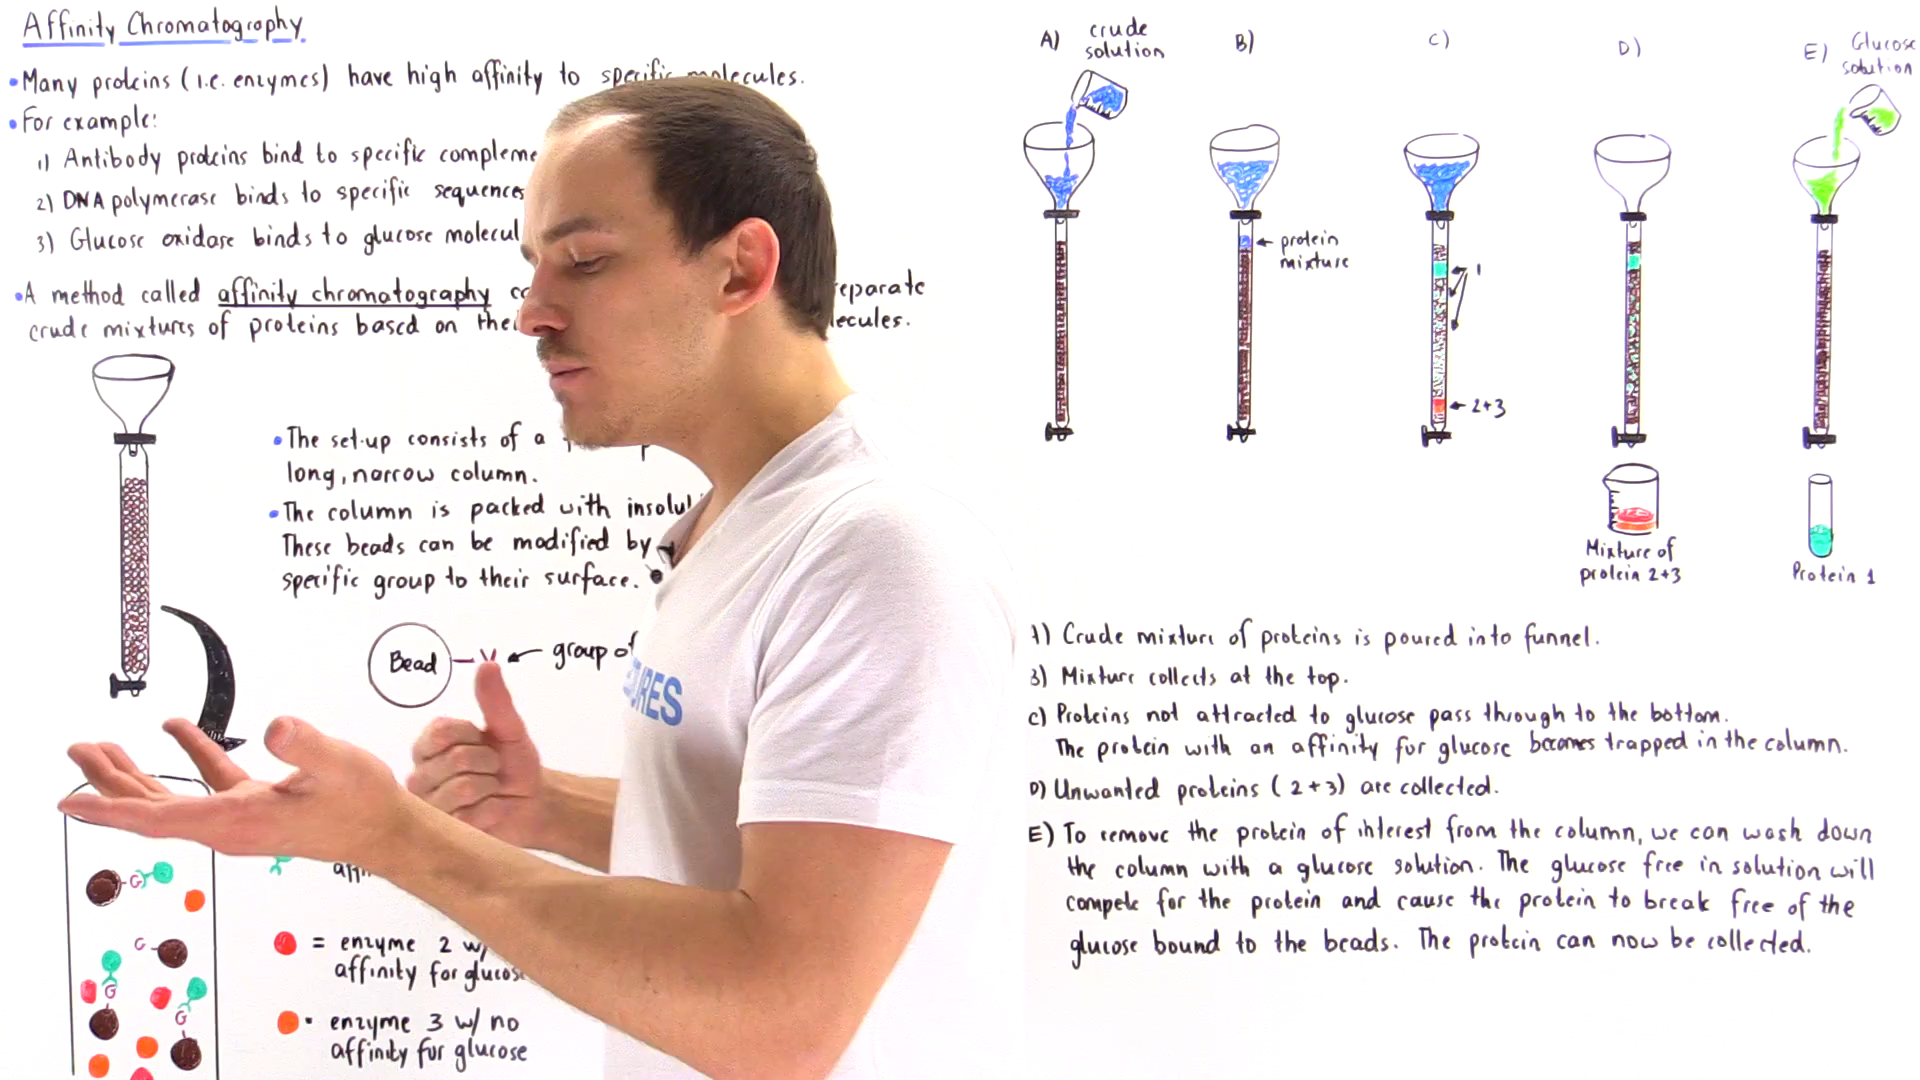 Affinity Chromatography
• Many proteins (i.e. enzymes) have high affinity to specific molecules.
• For example:
1) Antibody proteins bind to specific
2) DNA polymerase binds to specific sequences
3) Glucose oxidase binds to glucose
• A method called affinity chromatography
separate
crude mixtures of proteins based on
• The set-up consists of a
long, narrow column.
• The column is packed with
These beads can be modified by
specific group to their surface.
Bead
group of
G
G
G
G
= enzyme 2 w/
affinity for
= enzyme 3 w/ no
affinity for glucose
URES
A) crude
solution
B)
C)
D)
E) Glucose
solution
protein
mixture
1
2+3
Mixture of
protein 2+3
Protein 1
A) Crude mixture of proteins is poured into funnel.
B) Mixture collects at the top.
C) Proteins not attracted to glucose pass through to the bottom.
The protein with an affinity for glucose becomes trapped in the column.
D) Unwanted proteins (2+3) are collected.
E) To remove the protein of interest from the column, we can wash down
the column with a glucose solution. The glucose free in solution will
compete for the protein and cause the protein to break free of the
glucose bound to the beads. The protein can now be collected.